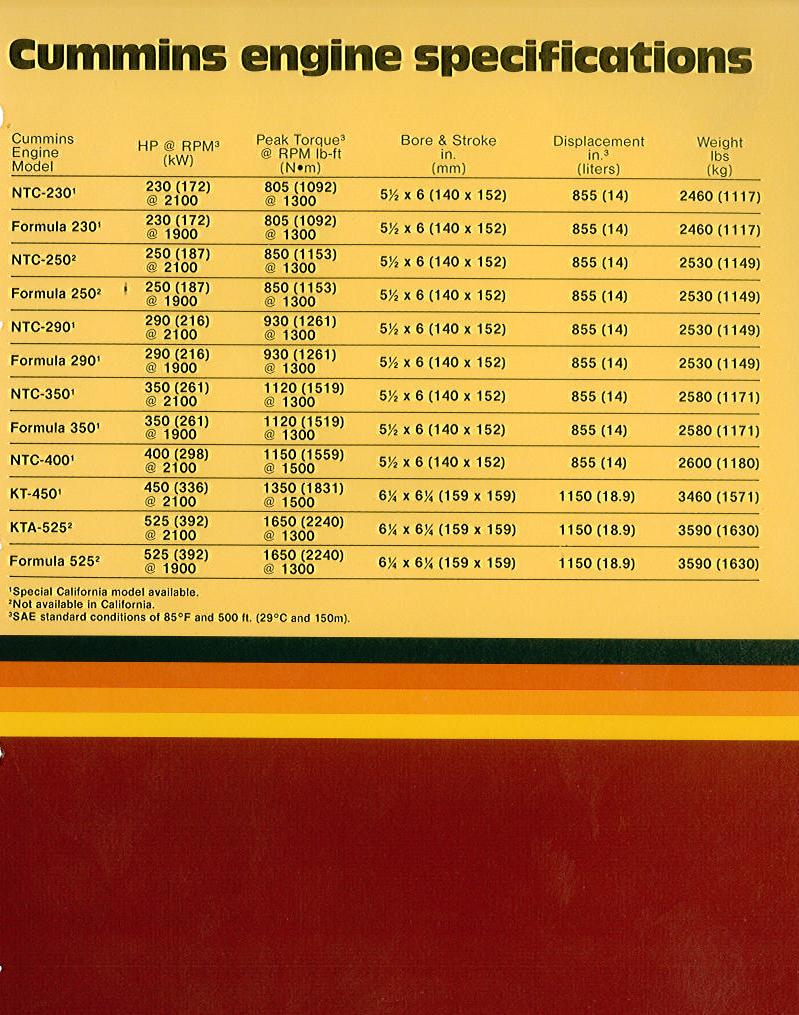 Cummins engine specifications
Cummins Engine Model HP @ RPM³ (kW) Peak Torque³ @ RPM lb-ft (N•m) Bore & Stroke in. (mm) Displacement in.³ (liters) Weight lbs (kg)
NTC-230¹ 230 (172) @ 2100 805 (1092) @ 1300 5½ x 6 (140 x 152) 855 (14) 2460 (1117)
Formula 230¹ 230 (172) @ 1900 805 (1092) @ 1300 5½ x 6 (140 x 152) 855 (14) 2460 (1117)
NTC-250² 250 (187) @ 2100 850 (1153) @ 1300 5½ x 6 (140 x 152) 855 (14) 2530 (1149)
Formula 250² 250 (187) @ 1900 850 (1153) @ 1300 5½ x 6 (140 x 152) 855 (14) 2530 (1149)
NTC-290¹ 290 (216) @ 2100 930 (1261) @ 1300 5½ x 6 (140 x 152) 855 (14) 2530 (1149)
Formula 290¹ 290 (216) @ 1900 930 (1261) @ 1300 5½ x 6 (140 x 152) 855 (14) 2530 (1149)
NTC-350¹ 350 (261) @ 2100 1120 (1519) @ 1300 5½ x 6 (140 x 152) 855 (14) 2580 (1171)
Formula 350¹ 350 (261) @ 1900 1120 (1519) @ 1300 5½ x 6 (140 x 152) 855 (14) 2580 (1171)
NTC-400¹ 400 (298) @ 2100 1150 (1559) @ 1500 5½ x 6 (140 x 152) 855 (14) 2600 (1180)
KT-450¹ 450 (336) @ 2100 1350 (1831) @ 1500 6¼ x 6¼ (159 x 159) 1150 (18.9) 3460 (1571)
KTA-525² 525 (392) @ 2100 1650 (2240) @ 1300 6¼ x 6¼ (159 x 159) 1150 (18.9) 3590 (1630)
Formula 525² 525 (392) @ 1900 1650 (2240) @ 1300 6¼ x 6¼ (159 x 159) 1150 (18.9) 3590 (1630)
¹Special California model available.
²Not available in California.
³SAE standard conditions of 85°F and 500 ft. (29°C and 150m).